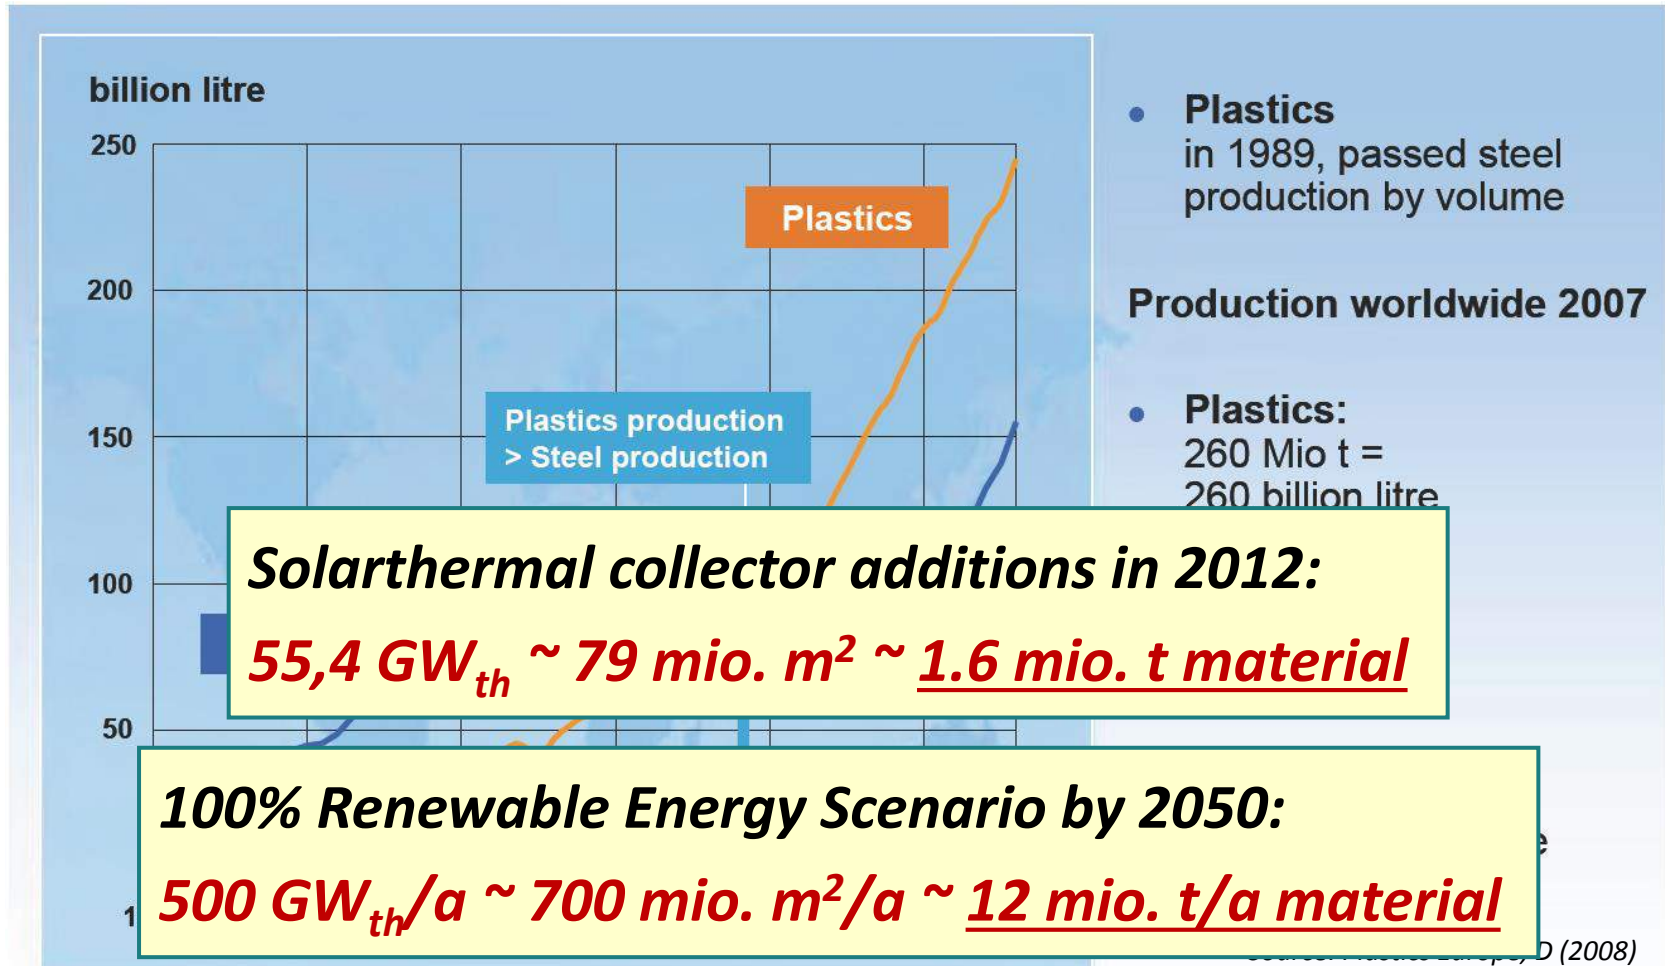 billion litre
250
200
150
100
50
1
Plastics
Plastics production
> Steel production
• Plastics
in 1989, passed steel
production by volume
Production worldwide 2007
• Plastics:
260 Mio t =
260 billion litre
Solarthermal collector additions in 2012:
55,4 GWth ~ 79 mio. m² ~ 1.6 mio. t material
100% Renewable Energy Scenario by 2050:
500 GWth/a ~ 700 mio. m²/a ~ 12 mio. t/a material
e
D (2008)